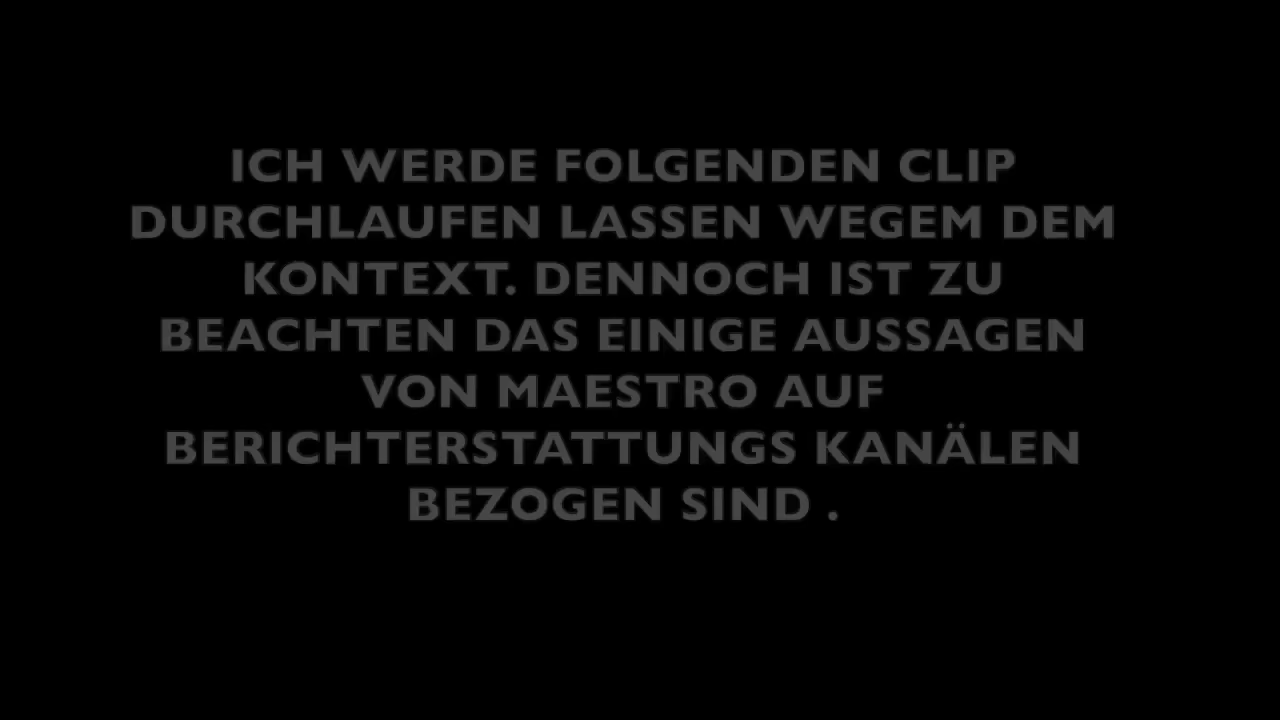 ICH WERDE FOLGENDEN CLIP
DURCHLAUFEN LASSEN WEGEM DEM
KONTEXT. DENNOCH IST ZU
BEACHTEN DAS EINIGE AUSSAGEN
VON MAESTRO AUF
BERICHTERSTATTUNGS KANÄLEN
BEZOGEN SIND .